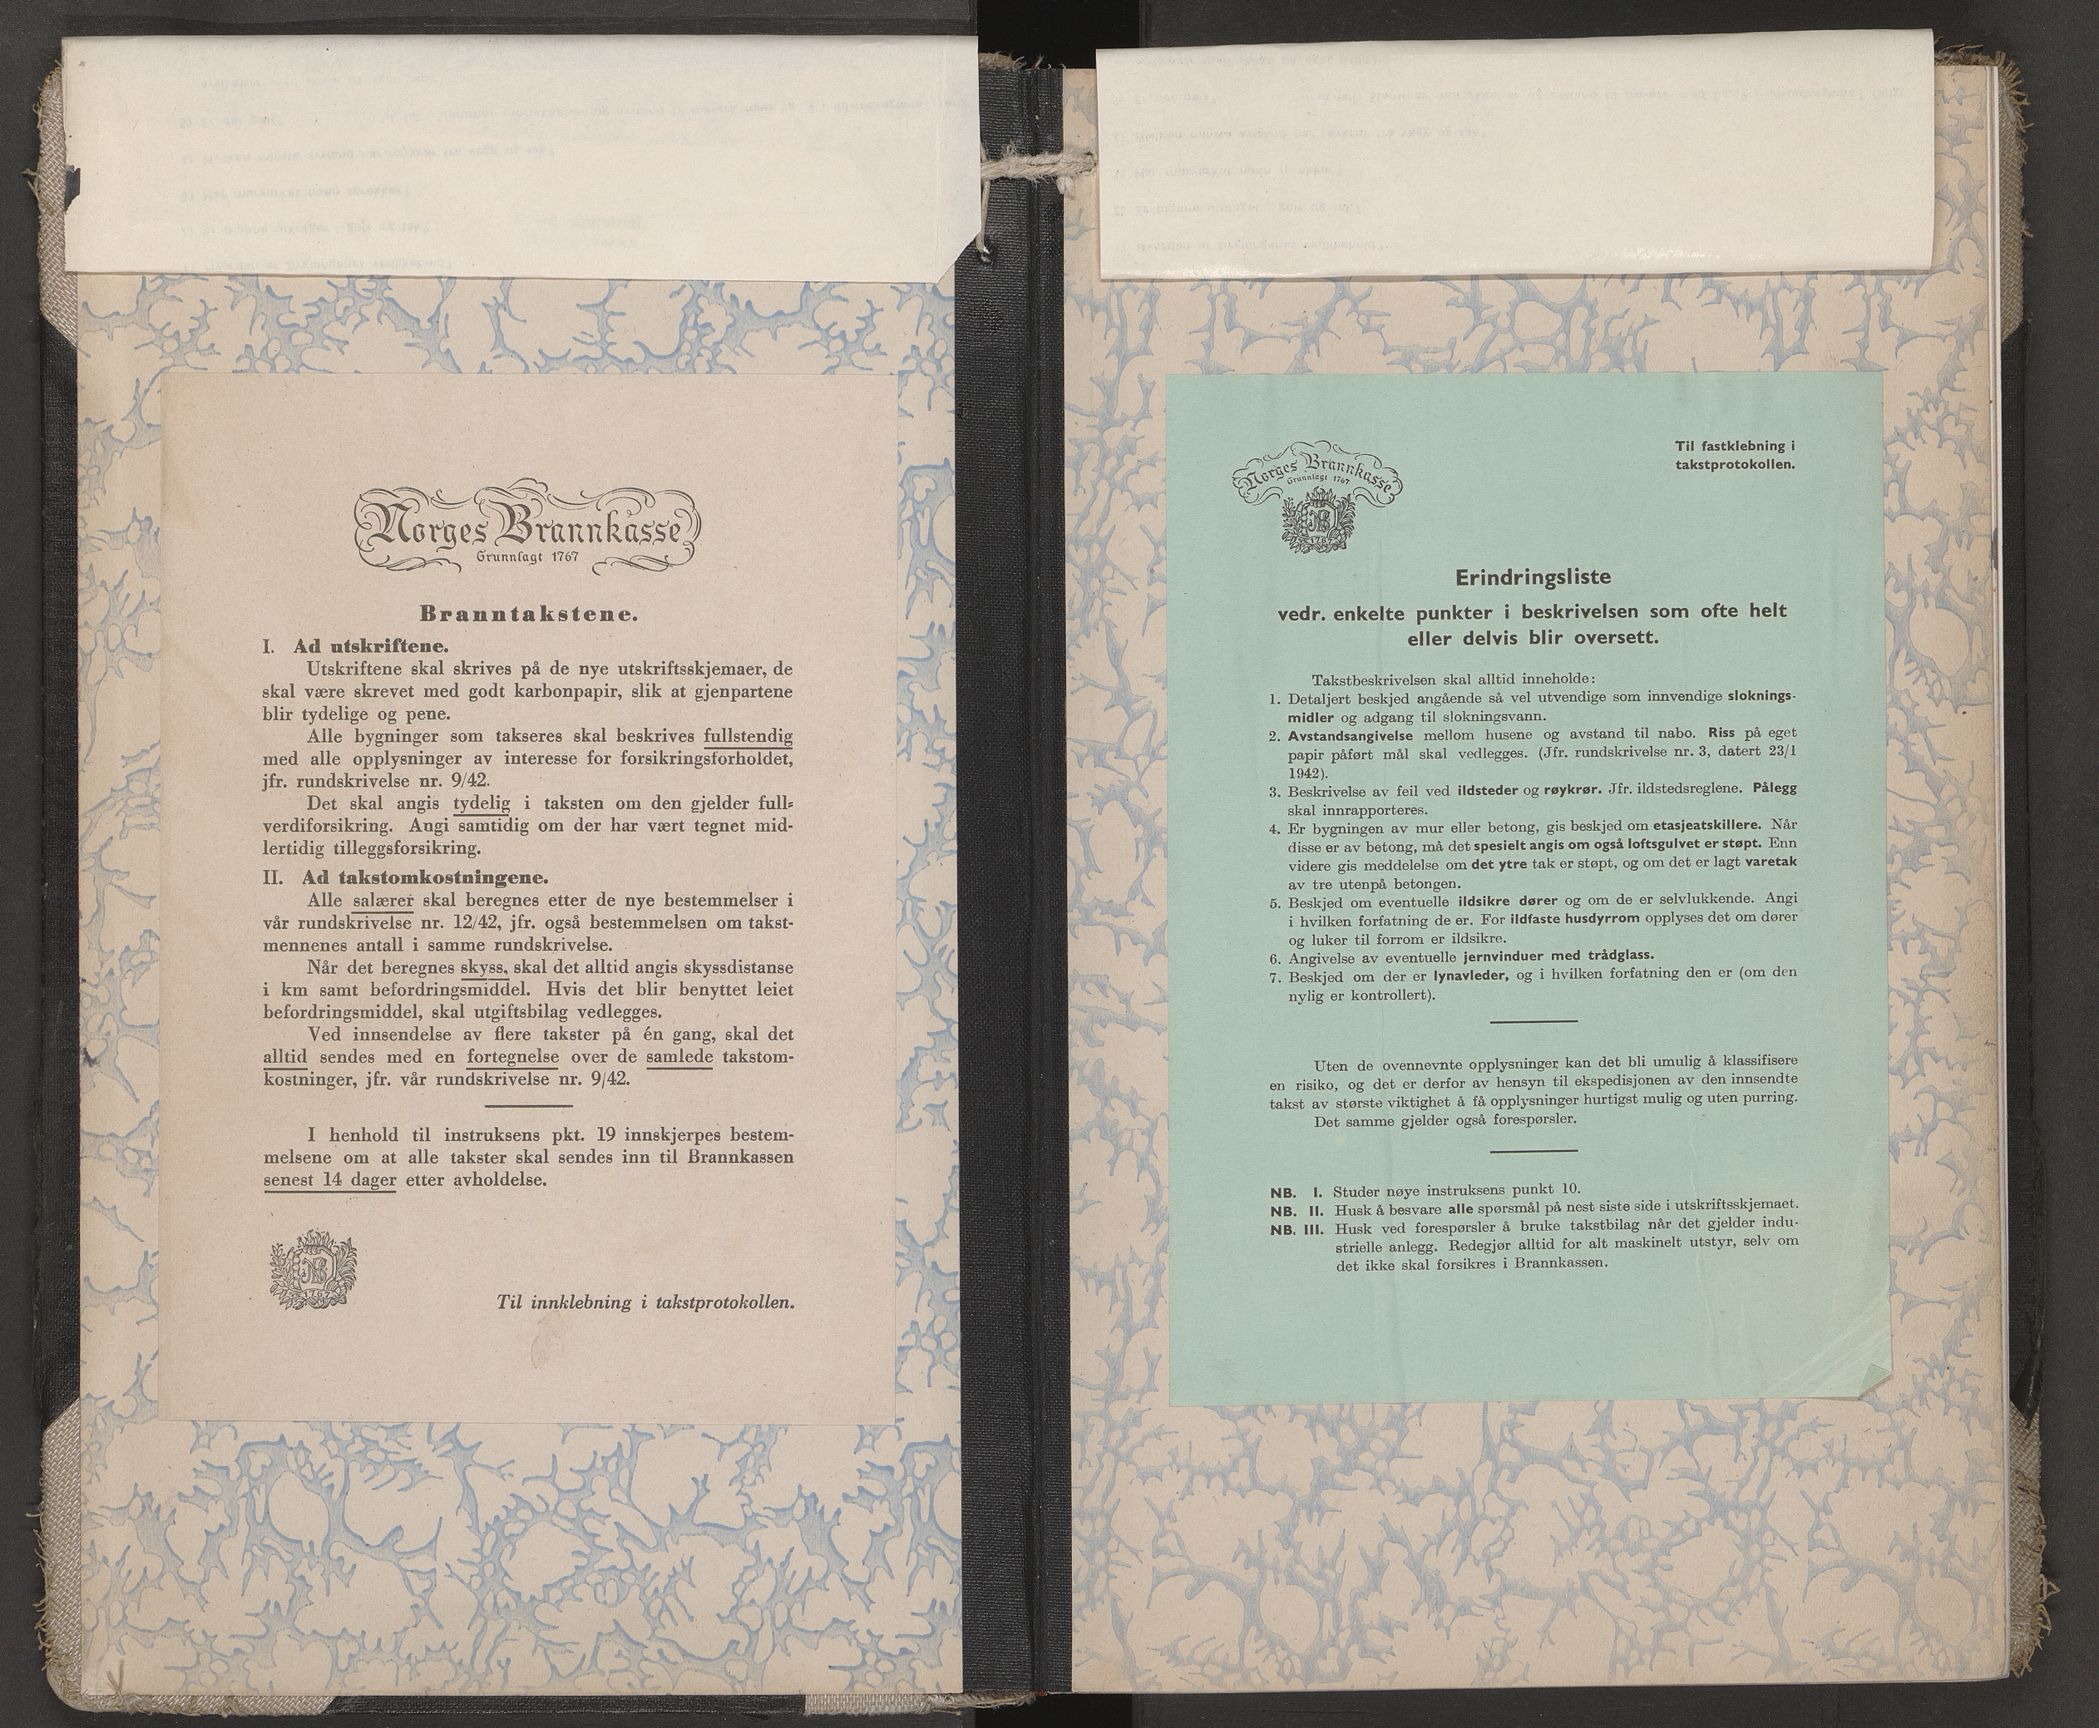 Norges Brannkasse
Grunnlagt 1767
Branntakstene.
I. Ad utskriftene.
Utskriftene skal skrives på de nye utskriftsskjemaer, de
skal være skrevet med godt karbonpapir, slik at gjenpartene
blir tydelige og pene.
Alle bygninger som takseres skal beskrives fullstendig
med alle opplysninger av interesse for forsikringsforholdet,
jfr. rundskrivelse nr. 9/42.
Det skal angis tydelig i taksten om den gjelder full-
verdiforsikring. Angi samtidig om der har vært tegnet mid-
lertidig tilleggsforsikring.
II. Ad takstomkostningene.
Alle salærer skal beregnes etter de nye bestemmelser i
vår rundskrivelse nr. 12/42, jfr. også bestemmelsen om takst-
mennenes antall i samme rundskrivelse.
Når det beregnes skyss, skal det alltid angis skyssdistanse
i km samt befordringsmiddel. Hvis det blir benyttet leiet
befordringsmiddel, skal utgiftsbilag vedlegges.
Ved innsendelse av flere takster på én gang, skal det
alltid sendes med en fortegnelse over de samlede takstom-
kostninger, jfr. vår rundskrivelse nr. 9/42.
I henhold til instruksens pkt. 19 innskjerpes bestem-
melsene om at alle takster skal sendes inn til Brannkassen
senest 14 dager etter avholdelse.
NB
1767
Til innklebning i takstprotokollen.
Norges Brannkasse
Grunnlagt 1767
NB
1767
Til fastklebning i
takstprotokollen.
Erindringsliste
vedr. enkelte punkter i beskrivelsen som ofte helt
eller delvis blir oversett.
Takstbeskrivelsen skal alltid inneholde:
1. Detaljert beskjed angående så vel utvendige som innvendige sloknings-
midler og adgang til slokningsvann.
2. Avstandsangivelse mellom husene og avstand til nabo. Riss på eget
papir påført mål skal vedlegges. (Jfr. rundskrivelse nr. 3, datert 23/1
1942).
3. Beskrivelse av feil ved ildsteder og røykrør. Jfr. ildstedsreglene. Pålegg
skal innrapporteres.
4. Er bygningen av mur eller betong, gis beskjed om etasjeatskillere. Når
disse er av betong, må det spesielt angis om også loftsgulvet er støpt. Enn
videre gis meddelelse om det ytre tak er støpt, og om det er lagt varetak
av tre utenpå betongen.
5. Beskjed om eventuelle ildsikre dører og om de er selvlukkende. Angi
i hvilken forfatning de er. For ildfaste husdyrrom opplyses det om dører
og luker til forrom er ildsikre.
6. Angivelse av eventuelle jernvinduer med trådglass.
7. Beskjed om der er lynavleder, og i hvilken forfatning den er (om den
nylig er kontrollert).
Uten de ovennevnte opplysninger kan det bli umulig å klassifisere
en risiko, og det er derfor av hensyn til ekspedisjonen av den innsendte
takst av største viktighet å få opplysninger hurtigst mulig og uten purring.
Det samme gjelder også forespørsler.
NB. I. Studer nøye instruksens punkt 10.
NB. II. Husk å besvare alle spørsmål på nest siste side i utskriftsskjemaet.
NB. III. Husk ved forespørsler å bruke takstbilag når det gjelder indu-
strielle anlegg. Redegjør alltid for alt maskinelt utstyr, selv om
det ikke skal forsikres i Brannkassen.